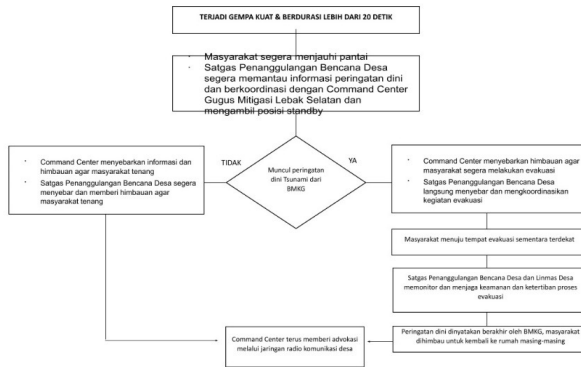 TERJADI GEMPA KUAT & BERDURASI LEBIH DARI 20 DETIK
· Masyarakat segera menjauhi pantai
· Satgas Penanggulangan Bencana Desa
segera memantau informasi peringatan dini
dan berkoordinasi dengan Command Center
Gugus Mitigasi Lebak Selatan dan
mengambil posisi standby
TIDAK
Muncul peringatan
dini Tsunami dari
BMKG
YA
· Command Center menyebarkan informasi dan
himbauan agar masyarakat tenang
· Satgas Penanggulangan Bencana Desa segera
menyebar dan memberi himbauan agar
masyarakat tenang
· Command Center menyebarkan himbauan agar
masyarakat segera melakukan evakuasi
· Satgas Penanggulangan Bencana Desa
langsung menyebar dan mengkoordinasikan
kegiatan evakuasi
Masyarakat menuju tempat evakuasi sementara terdekat
Satgas Penanggulangan Bencana Desa dan Linmas Desa
memonitor dan menjaga keamanan dan ketertiban proses
evakuasi
Peringatan dini dinyatakan berakhir oleh BMKG, masyarakat
dihimbau untuk kembali ke rumah masing-masing
Command Center terus memberi advokasi
melalui jaringan radio komunikasi desa